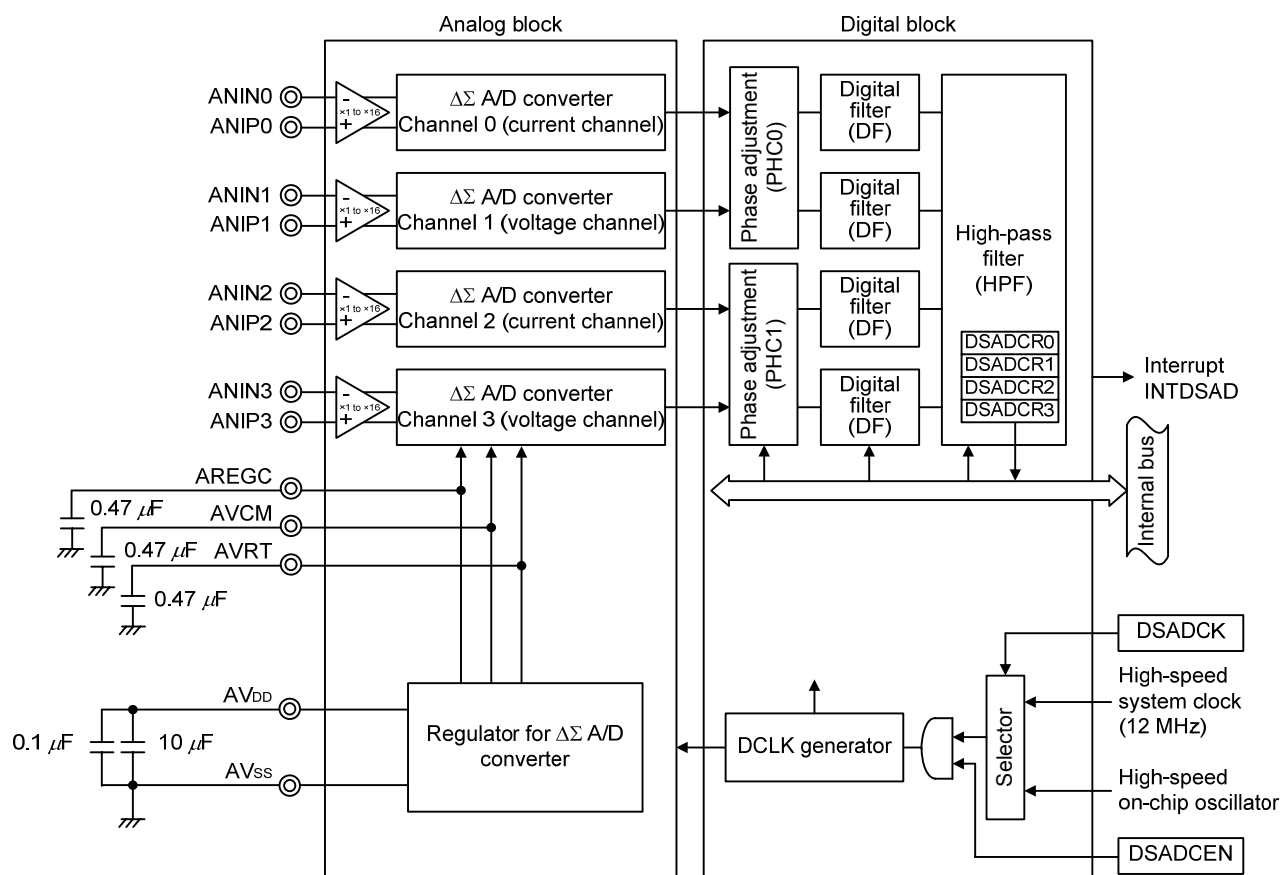 Analog block
Digital block
ANIN0
ANIP0
−
×1 to ×16
+
ΔΣ A/D converter
Channel 0 (current channel)
ANIN1
ANIP1
−
×1 to ×16
+
ΔΣ A/D converter
Channel 1 (voltage channel)
ANIN2
ANIP2
−
×1 to ×16
+
ΔΣ A/D converter
Channel 2 (current channel)
ANIN3
ANIP3
−
×1 to ×16
+
ΔΣ A/D converter
Channel 3 (voltage channel)
Phase adjustment
(PHC0)
Phase adjustment
(PHC1)
Digital
filter
(DF)
Digital
filter
(DF)
Digital
filter
(DF)
Digital
filter
(DF)
High-pass
filter
(HPF)
DSADCR0
DSADCR1
DSADCR2
DSADCR3
Interrupt
INTDSAD
Internal bus
AREGC
0.47 μF
AVCM
0.47 μF
AVRT
0.47 μF
AVDD
0.1 μF
10 μF
AVSS
Regulator for ΔΣ A/D
converter
DCLK generator
Selector
DSADCK
High-speed
system clock
(12 MHz)
High-speed
on-chip oscillator
DSADCEN